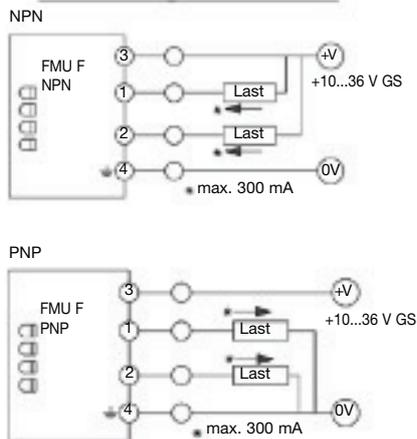 NPN
FMU F
NPN
3
+V
+10...36 V GS
1
Last
2
Last
4
0V
max. 300 mA
PNP
FMU F
PNP
3
+V
+10...36 V GS
1
Last
2
Last
4
0V
max. 300 mA